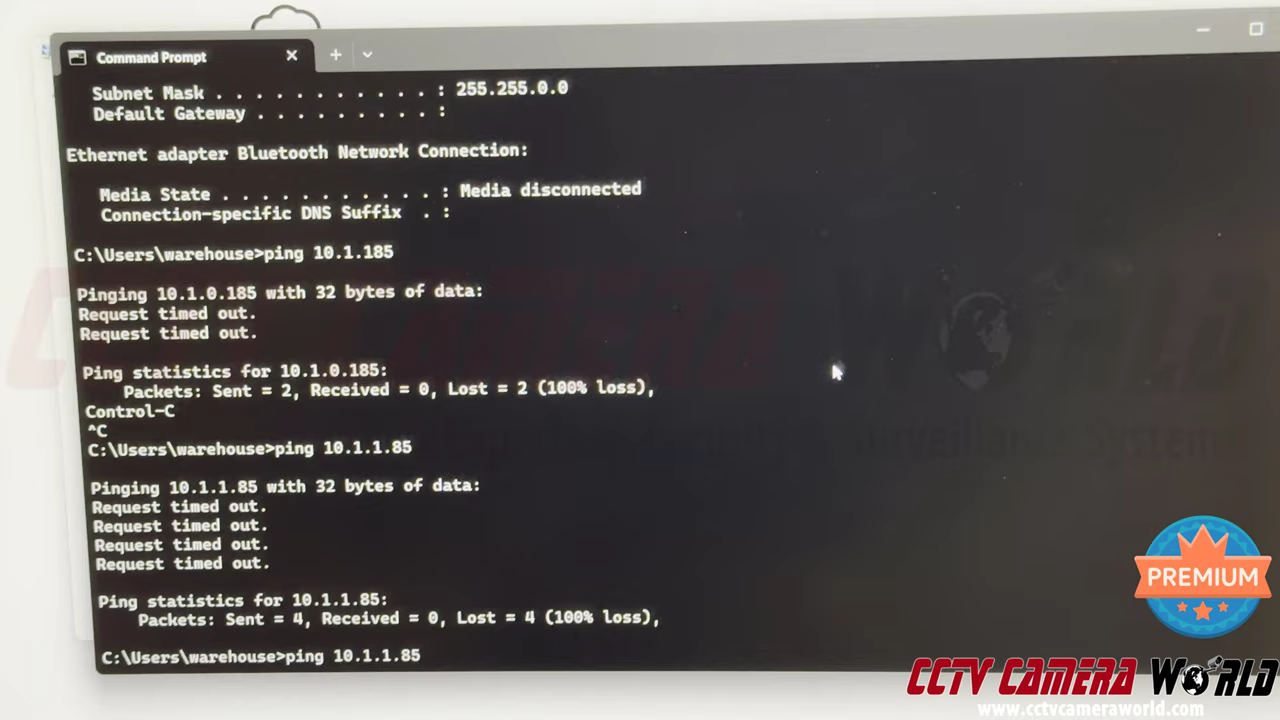 Command Prompt
Subnet Mask . . . . . . . . . . . : 255.255.0.0
Default Gateway . . . . . . . . . :
Ethernet adapter Bluetooth Network Connection:
Media State . . . . . . . . . . . : Media disconnected
Connection-specific DNS Suffix . :
C:\Users\warehouse>ping 10.1.185
Pinging 10.1.0.185 with 32 bytes of data:
Request timed out.
Request timed out.
Ping statistics for 10.1.0.185:
Packets: Sent = 2, Received = 0, Lost = 2 (100% loss),
Control-C
^C
C:\Users\warehouse>ping 10.1.1.85
Pinging 10.1.1.85 with 32 bytes of data:
Request timed out.
Request timed out.
Request timed out.
Request timed out.
Ping statistics for 10.1.1.85:
Packets: Sent = 4, Received = 0, Lost = 4 (100% loss),
C:\Users\warehouse>ping 10.1.1.85
PREMIUM
CCTV CAMERA WORLD
www.cctvcameraworld.com